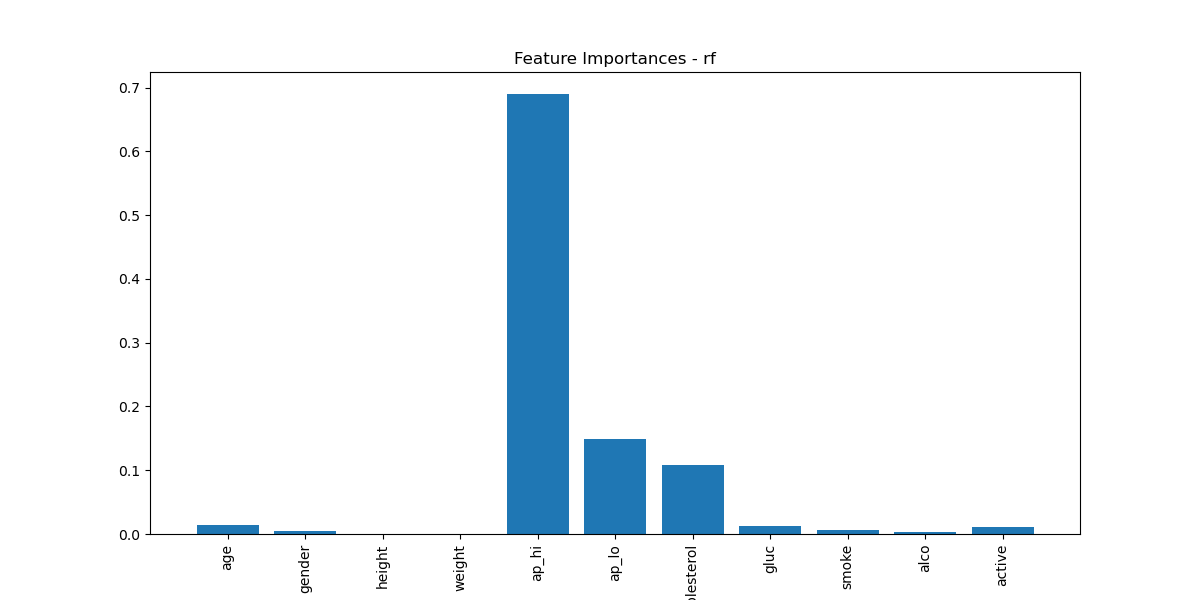 Feature Importances - rf
0.7
0.6
0.5
0.4
0.3
0.2
0.1
0.0
age
gender
height
weight
ap_hi
ap_lo
olesterol
gluc
smoke
alco
active